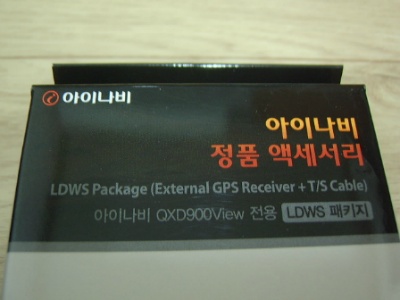 아이나비
아이나비
정품 액세서리
LDWS Package (External GPS Receiver + T/S Cable)
아이나비 QXD900View 전용 LDWS 패키지